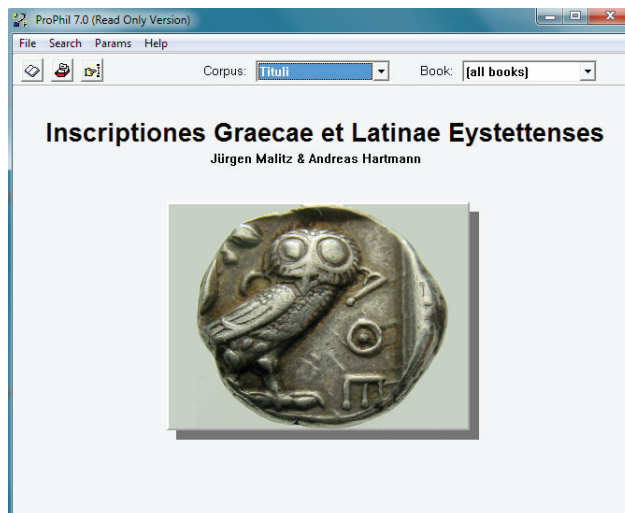 ProPhil 7.0 (Read Only Version)
File Search Params Help
Corpus: Tituli Book: (all books)
Inscriptiones Graecae et Latinae Eystettenses
Jürgen Malitz & Andreas Hartmann
Α
Θ
Ε